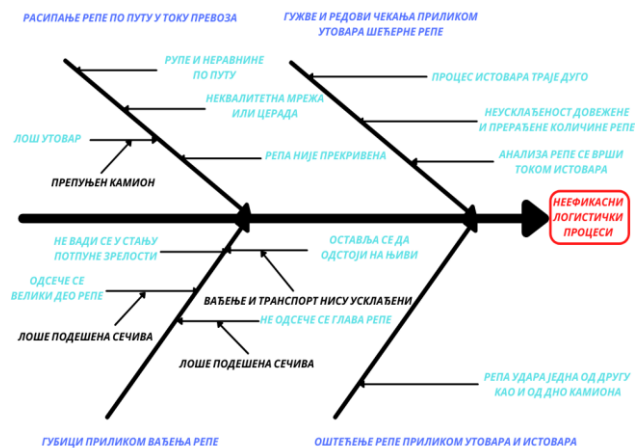 РАСИПАЊЕ РЕПЕ ПО ПУТУ У ТОКУ ПРЕВОЗА
ГУЖВЕ И РЕДОВИ ЧЕКАЊА ПРИЛИКОМ
УТОВАРА ШЕЋЕРНЕ РЕПЕ
РУПЕ И НЕРАВНИНЕ
ПО ПУТУ
ПРОЦЕС ИСТОВАРА ТРАЈЕ ДУГО
НЕКВАЛИТЕТНА МРЕЖА
ИЛИ ЦЕРАДА
НЕУСКЛАЂЕНОСТ ДОВЕЖЕНЕ
И ПРЕРАЂЕНЕ КОЛИЧИНЕ РЕПЕ
ЛОШ УТОВАР
РЕПА НИЈЕ ПРЕКРИВЕНА
АНАЛИЗА РЕПЕ СЕ ВРШИ
ТОКОМ ИСТОВАРА
ПРЕПУЊЕН КАМИОН
НЕЕФИКАСНИ
ЛОГИСТИЧКИ
ПРОЦЕСИ
НЕ ВАДИ СЕ У СТАЊУ
ПОТПУНЕ ЗРЕЛОСТИ
ОСТАВЉА СЕ ДА
ОДСТОЈИ НА ЊИВИ
ОДСЕЧЕ СЕ
ВЕЛИКИ ДЕО РЕПЕ
ВАЂЕЊЕ И ТРАНСПОРТ НИСУ УСКЛАЂЕНИ
НЕ ОДСЕЧЕ СЕ ГЛАВА РЕПЕ
ЛОШЕ ПОДЕШЕНА СЕЧИВА
ЛОШЕ ПОДЕШЕНА СЕЧИВА
РЕПА УДАРА ЈЕДНА ОД ДРУГУ
КАО И ОД ДНО КАМИОНА
ГУБИЦИ ПРИЛИКОМ ВАЂЕЊА РЕПЕ
ОШТЕЋЕЊЕ РЕПЕ ПРИЛИКОМ УТОВАРА И ИСТОВАРА